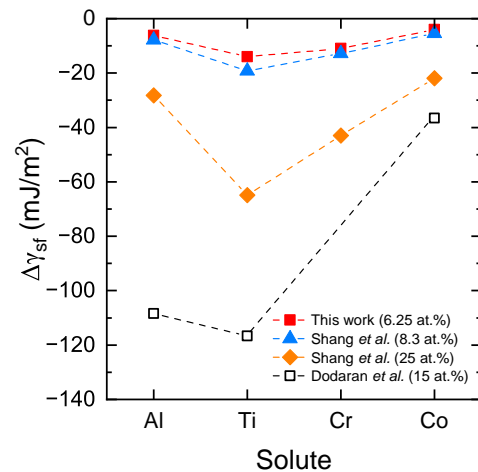 0
−20
−40
−60
−80
−100
−120
−140
Δγsf (mJ/m²)
This work (6.25 at.%)
Shang et al. (8.3 at.%)
Shang et al. (25 at.%)
Dodaran et al. (15 at.%)
Al Ti Cr Co
Solute